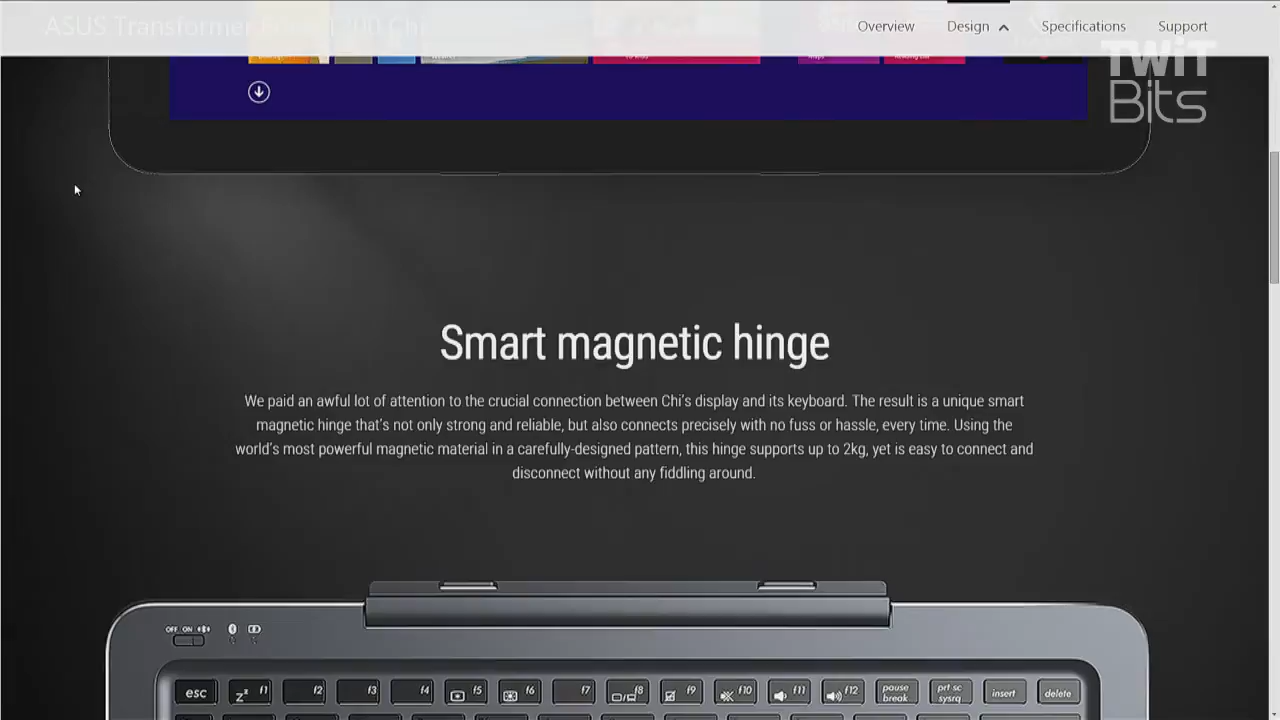 ASUS Transformer
Overview
Design
Specifications
Support
TWiT
Bits
Smart magnetic hinge
We paid an awful lot of attention to the crucial connection between Chi's display and its keyboard. The result is a unique smart
magnetic hinge that's not only strong and reliable, but also connects precisely with no fuss or hassle, every time. Using the
world's most powerful magnetic material in a carefully-designed pattern, this hinge supports up to 2kg, yet is easy to connect and
disconnect without any fiddling around.
OFF ON
esc
zz f1
f2
f3
f4
f5
f6
f7
f8
f9
f10
f11
f12
pause
break
prt sc
sysrq
insert
delete